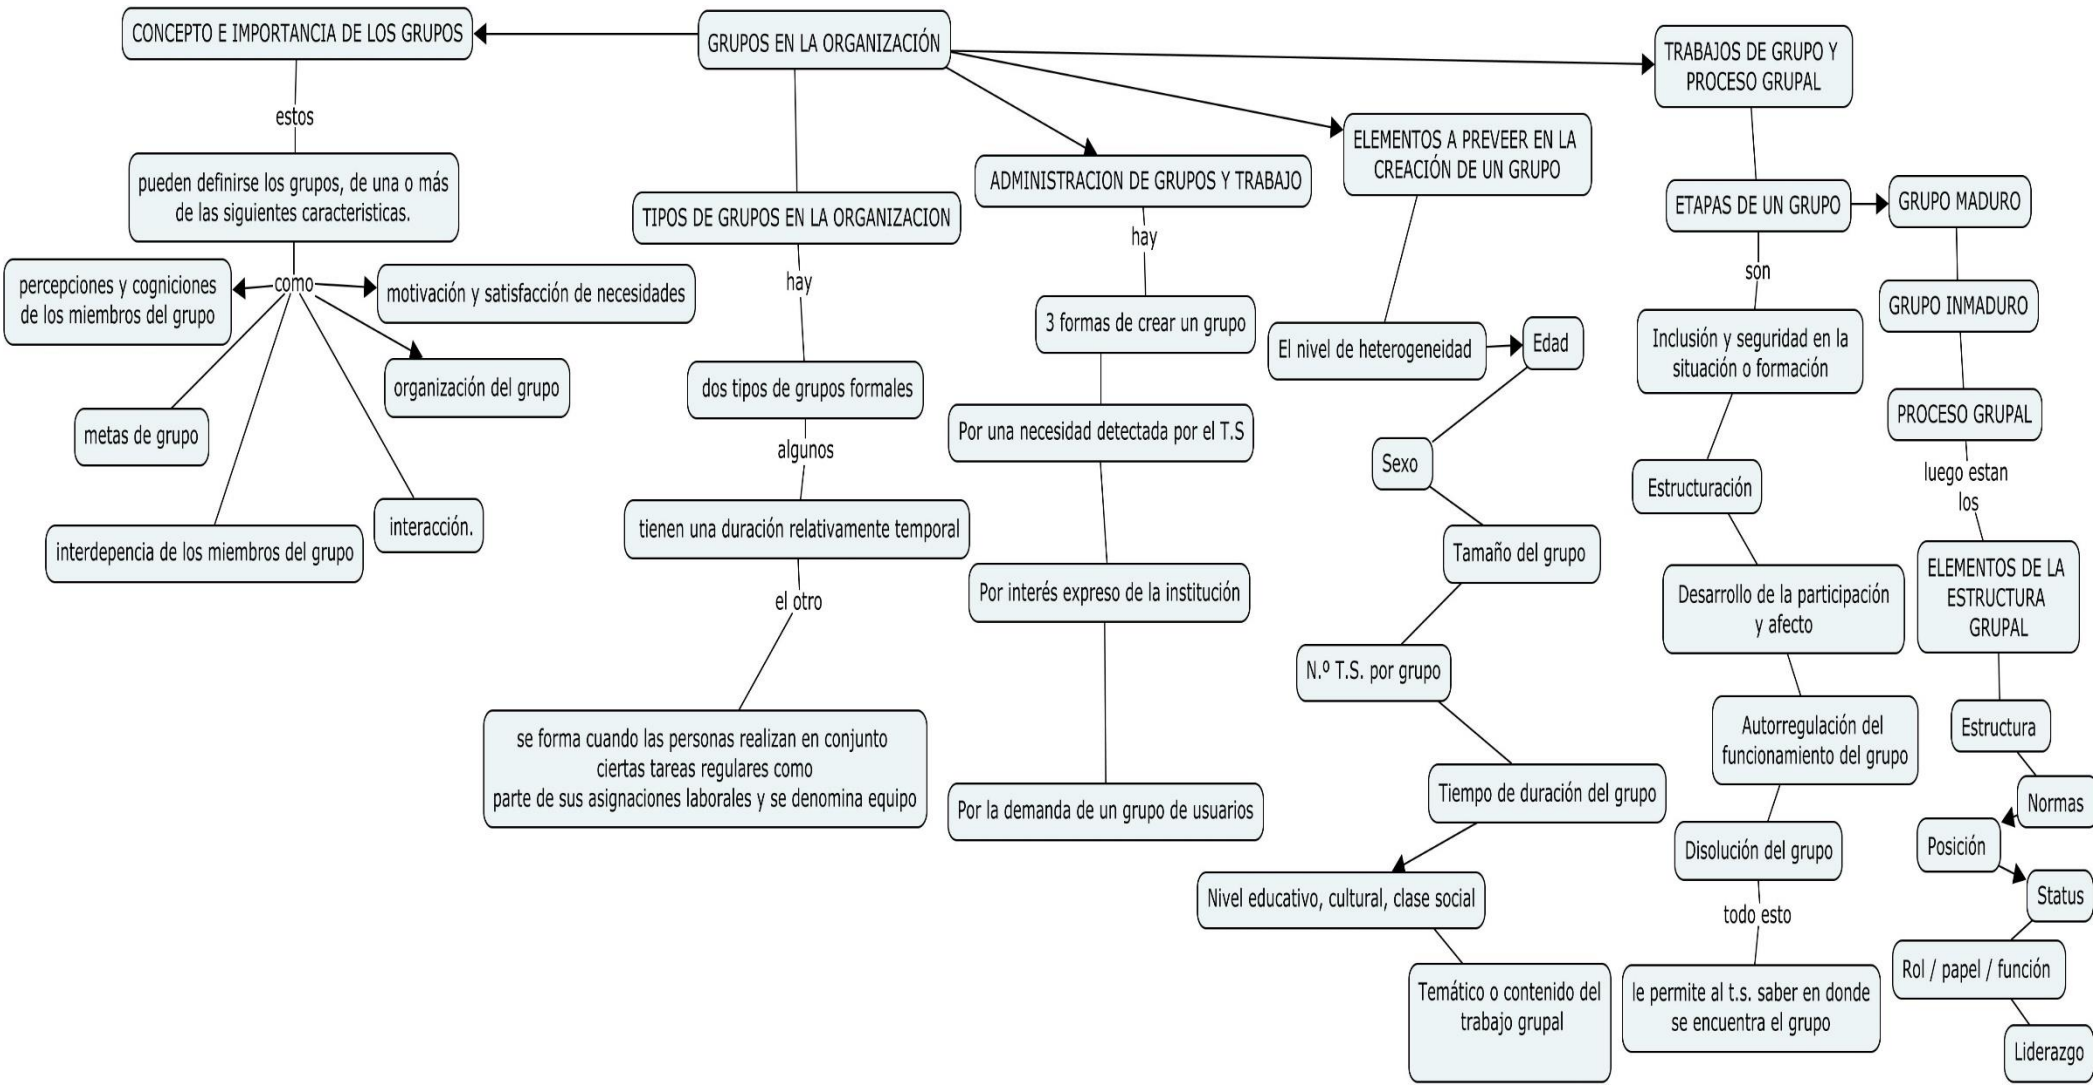 GRUPOS EN LA ORGANIZACIÓN
CONCEPTO E IMPORTANCIA DE LOS GRUPOS
estos
pueden definirse los grupos, de una o más
de las siguientes caracteristicas.
como
percepciones y cogniciones
de los miembros del grupo
motivación y satisfacción de necesidades
organización del grupo
metas de grupo
interacción.
interdepencia de los miembros del grupo
TIPOS DE GRUPOS EN LA ORGANIZACION
hay
dos tipos de grupos formales
algunos
tienen una duración relativamente temporal
el otro
se forma cuando las personas realizan en conjunto
ciertas tareas regulares como
parte de sus asignaciones laborales y se denomina equipo
ADMINISTRACION DE GRUPOS Y TRABAJO
hay
3 formas de crear un grupo
Por una necesidad detectada por el T.S
Por interés expreso de la institución
Por la demanda de un grupo de usuarios
ELEMENTOS A PREVEER EN LA
CREACIÓN DE UN GRUPO
El nivel de heterogeneidad
Edad
Sexo
Tamaño del grupo
N.º T.S. por grupo
Tiempo de duración del grupo
Nivel educativo, cultural, clase social
Temático o contenido del
trabajo grupal
TRABAJOS DE GRUPO Y
PROCESO GRUPAL
ETAPAS DE UN GRUPO
son
Inclusión y seguridad en la
situación o formación
Estructuración
Desarrollo de la participación
y afecto
Autorregulación del
funcionamiento del grupo
Disolución del grupo
todo esto
le permite al t.s. saber en donde
se encuentra el grupo
GRUPO MADURO
GRUPO INMADURO
PROCESO GRUPAL
luego estan
los
ELEMENTOS DE LA
ESTRUCTURA
GRUPAL
Estructura
Normas
Posición
Status
Rol / papel / función
Liderazgo